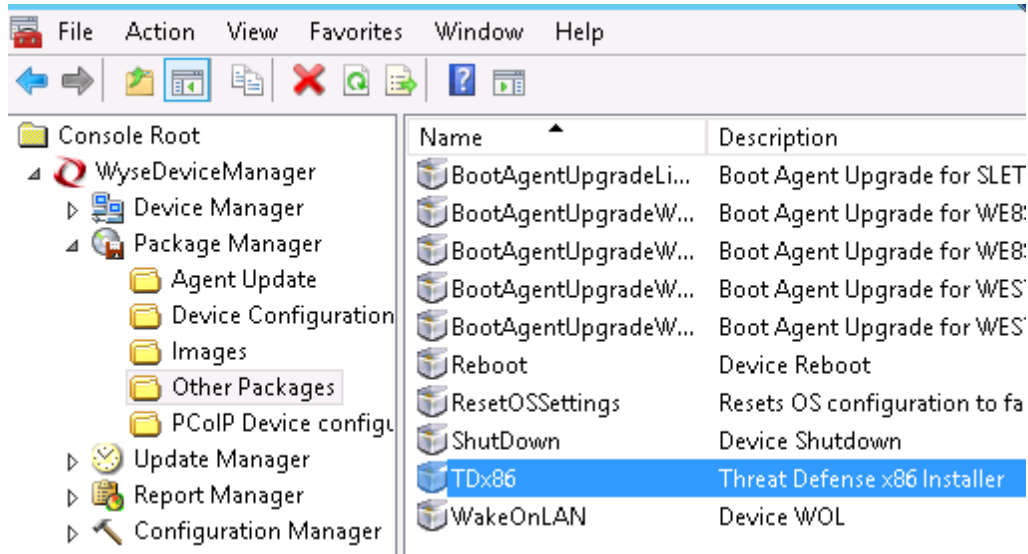 File Action View Favorites Window Help
Console Root
WyseDeviceManager
Device Manager
Package Manager
Agent Update
Device Configuration
Images
Other Packages
PCoIP Device configu
Update Manager
Report Manager
Configuration Manager
Name Description
BootAgentUpgradeLi... Boot Agent Upgrade for SLET
BootAgentUpgradeW... Boot Agent Upgrade for WE8S
BootAgentUpgradeW... Boot Agent Upgrade for WE8S
BootAgentUpgradeW... Boot Agent Upgrade for WEST
BootAgentUpgradeW... Boot Agent Upgrade for WEST
Reboot Device Reboot
ResetOSSettings Resets OS configuration to fa
ShutDown Device Shutdown
TDx86 Threat Defense x86 Installer
WakeOnLAN Device WOL